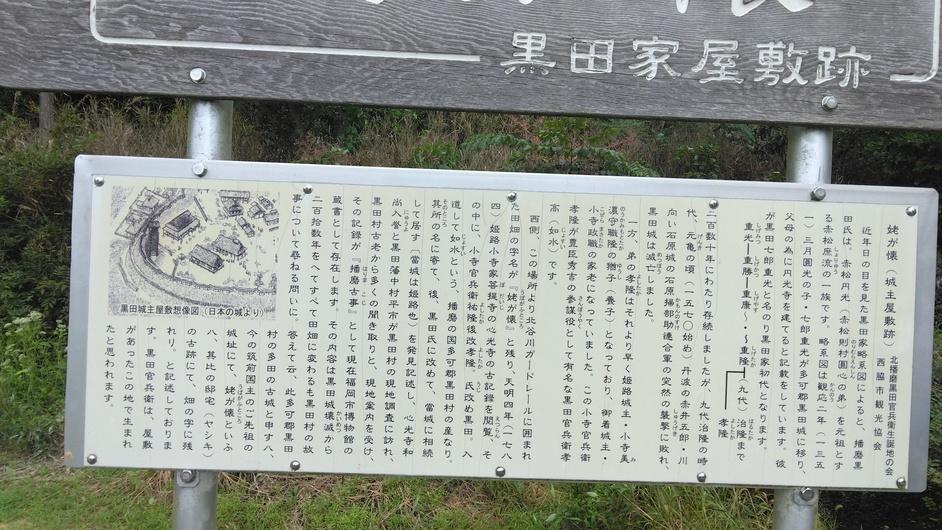 黒田家屋敷跡
姥が懐（城主屋敷跡）
北播磨黒田官兵衛生誕地の会
西脇市観光協会
近年日の目を見た黒田家略系図によると、播磨黒
田氏は、赤松円光（赤松則村円心の弟）を元祖とす
る赤松庶流の一族です。略系図は観応二年（一三五
一）三月円光の子・七郎重光が多可郡黒田城に移り、
父母の為に円光寺を建てると記載しています。彼
が黒田七郎重光と名のり黒田家初代となります。
重光―重勝―重康・・～重隆
（九代）治隆まで
孝隆
二百数十年にわたり存続しましたが、九代治隆の時
代、元亀の頃（一五七〇始め）丹波の赤井五郎・川
向い石原城の石原掃部助連合軍の突然の襲撃に敗れ、
黒田城は滅亡しました。
一方、弟の孝隆はそれより早く姫路城主・小寺美
濃守職隆の猶子（養子）となっており、御着城主・
小寺政職の家老になっていました。この小寺官兵衛
孝隆が豊臣秀吉の参謀役として有名な黒田官兵衛孝
高（如水）です。
西側、この場所より七谷川ガードレールに囲まれ
た田畑の字名が『姥が懐』と残り、天明四年（一七八
四）姫路小寺家菩提寺の心光寺の古記録を閲覧、そ
の中に、小寺官兵衛祐隆後改孝隆、氏改め黒田。入
道して如水という、播磨の国多可郡黒田村の産なり。
其所の名に寄て、後、黒田氏に改めて、當城に相続
して居す（當城は姫路也）を発見記述し、心光寺和
尚入誉と黒田藩中村平市が黒田村の現地調査に訪れ、
黒田村古老から多くの聞き取りと、現地案内を受け、
その記録が『播磨古事』として現在福岡市博物館の
蔵書として存在します。その内容は黒田城壊滅から
二百拾数年をへてすべて田畑に変わるも黒田村の故
事について尋ねる問いに。
答えて云、此多可郡黒田
村の多田の古城と申すハ、
今の筑前国主のご先祖の
城址にて、姥が懐といふ
ハ、其比の邸宅（ヤシキ）
の古跡にて、畑の字に残
れり。と記述しておりま
す。黒田官兵衛は、屋敷
があったこの地で生まれ
たと思われます。
黒田城主屋敷想像図（日本の城より）